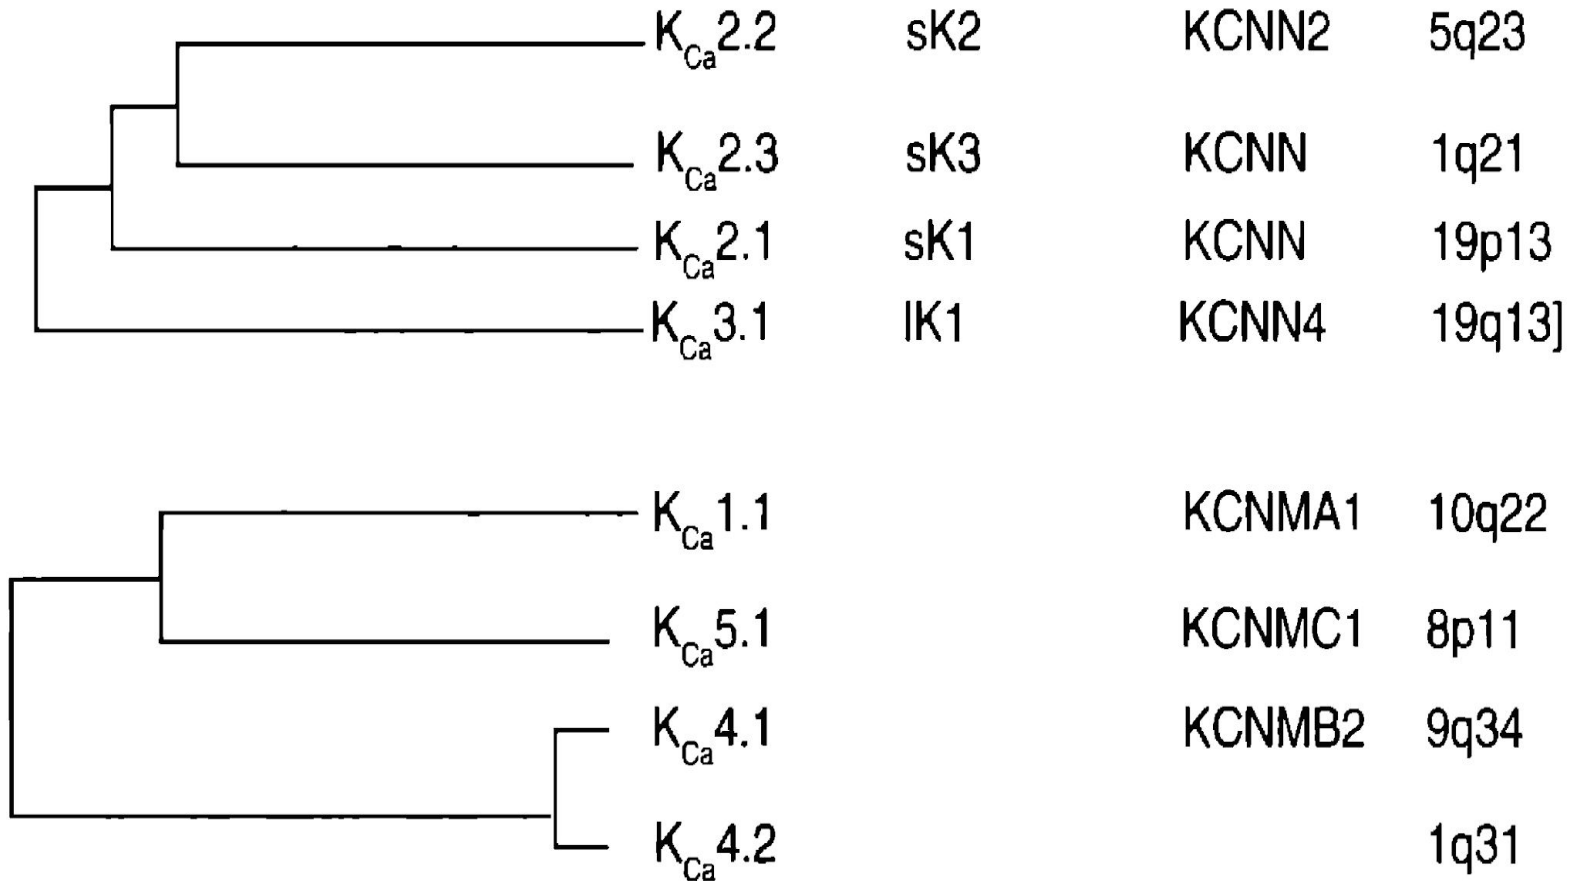 KCa2.2 sK2 KCNN2 5q23
KCa2.3 sK3 KCNN 1q21
KCa2.1 sK1 KCNN 19p13
KCa3.1 IK1 KCNN4 19q13]
KCa1.1 KCNMA1 10q22
KCa5.1 KCNMC1 8p11
KCa4.1 KCNMB2 9q34
KCa4.2 1q31